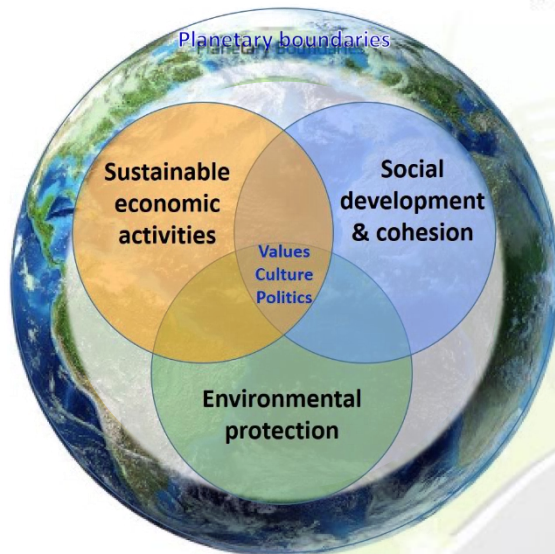 Planetary boundaries
Sustainable
economic
activities
Social
development
& cohesion
Values
Culture
Politics
Environmental
protection